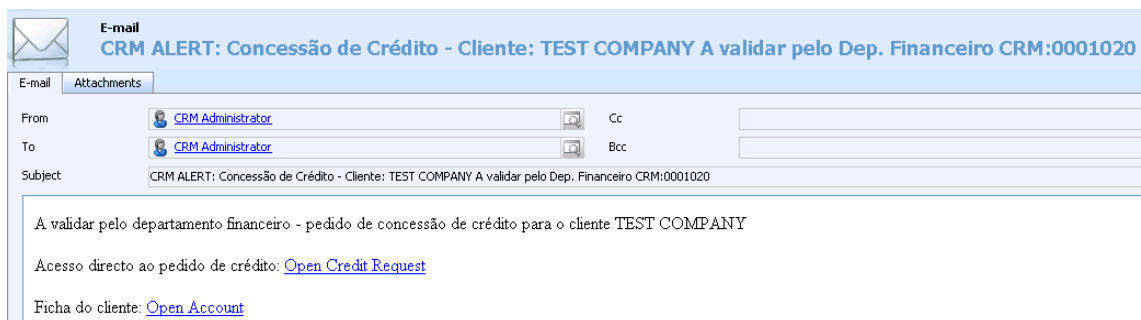 E-mail
CRM ALERT: Concessão de Crédito - Cliente: TEST COMPANY A validar pelo Dep. Financeiro CRM:0001020
E-mail Attachments
From CRM Administrator Cc
To CRM Administrator Bcc
Subject CRM ALERT: Concessão de Crédito - Cliente: TEST COMPANY A validar pelo Dep. Financeiro CRM:0001020
A validar pelo departamento financeiro - pedido de concessão de crédito para o cliente TEST COMPANY
Acesso directo ao pedido de crédito: Open Credit Request
Ficha do cliente: Open Account